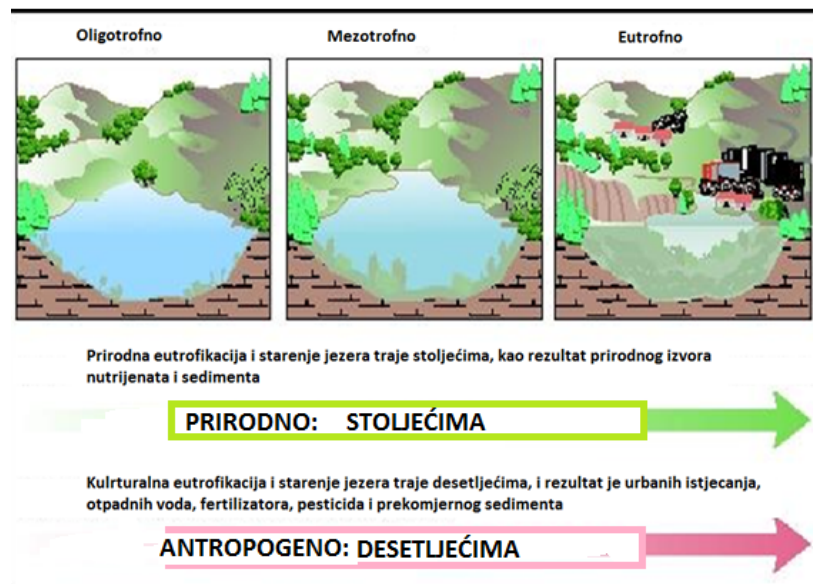 Oligotrofno Mezotrofno Eutrofno
Prirodna eutrofikacija i starenje jezera traje stoljećima, kao rezultat prirodnog izvora
nutrijenata i sedimenta
PRIRODNO: STOLJEĆIMA
Kulrturalna eutrofikacija i starenje jezera traje desetljećima, i rezultat je urbanih istjecanja,
otpadnih voda, fertilizatora, pesticida i prekomjernog sedimenta
ANTROPOGENO: DESETLJEĆIMA